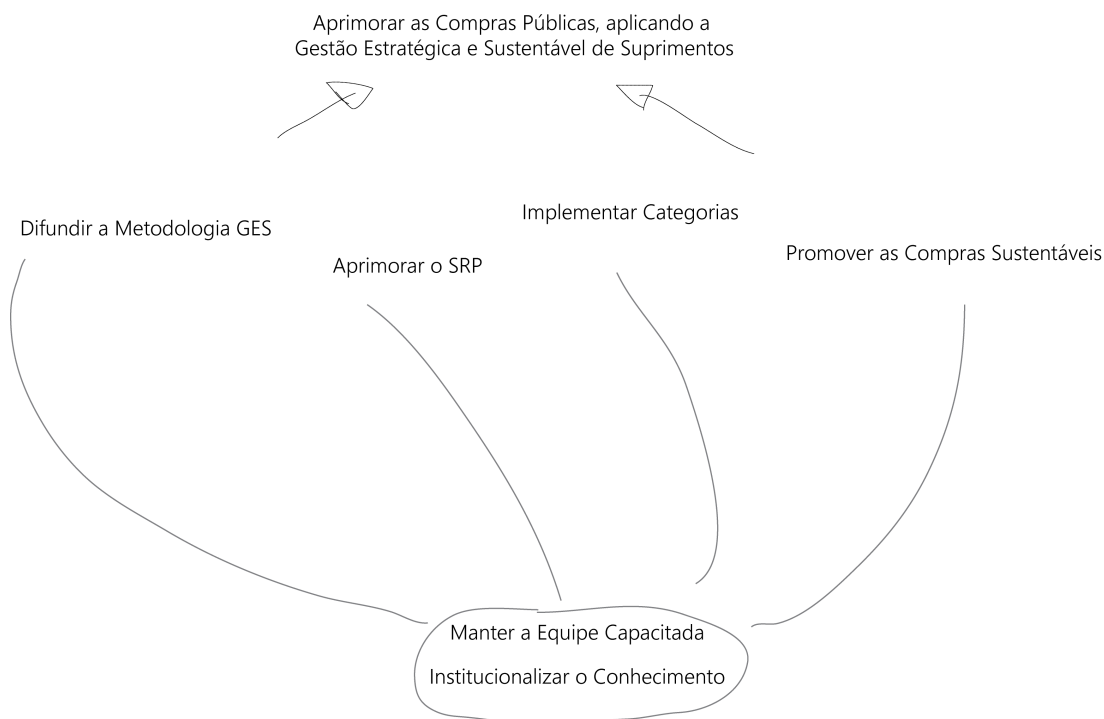 Aprimorar as Compras Públicas, aplicando a
Gestão Estratégica e Sustentável de Suprimentos
Difundir a Metodologia GES
Aprimorar o SRP
Implementar Categorias
Promover as Compras Sustentáveis
Manter a Equipe Capacitada
Institucionalizar o Conhecimento